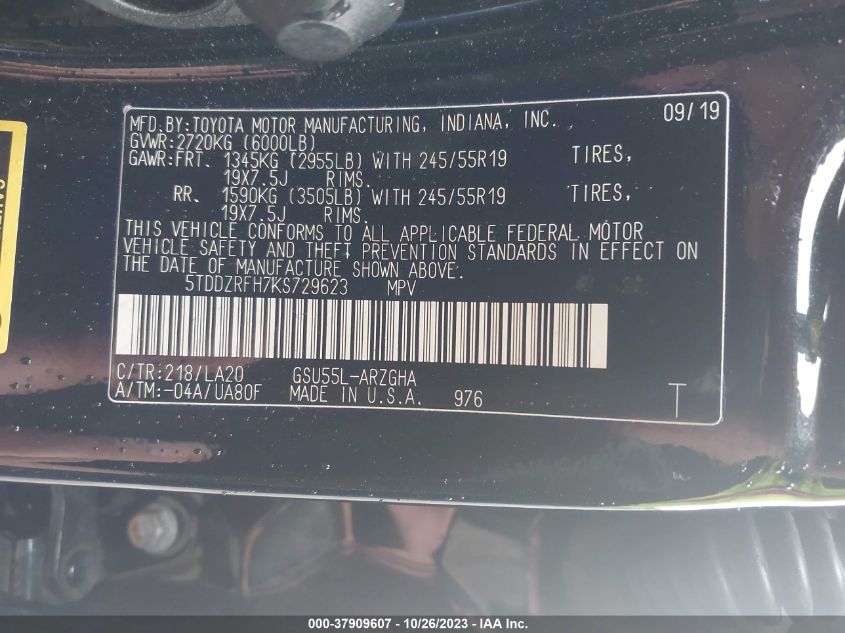 MFD.BY:TOYOTA MOTOR MANUFACTURING, INDIANA, INC. 09/19
GVWR:2720KG (6000LB)
GAWR:FRT. 1345KG (2955LB) WITH 245/55R19 TIRES,
19X7.5J RIMS.
RR. 1590KG (3505LB) WITH 245/55R19 TIRES,
19X7.5J RIMS.
THIS VEHICLE CONFORMS TO ALL APPLICABLE FEDERAL MOTOR
VEHICLE SAFETY AND THEFT PREVENTION STANDARDS IN EFFECT ON
THE DATE OF MANUFACTURE SHOWN ABOVE.
5TDDZRFH7KS729623 MPV
C/TR:218/LA20 GSU55L-ARZGHA
A/TM:-04A/UA80F MADE IN U.S.A. 976 T
000-37909607 - 10/26/2023 - IAA Inc.